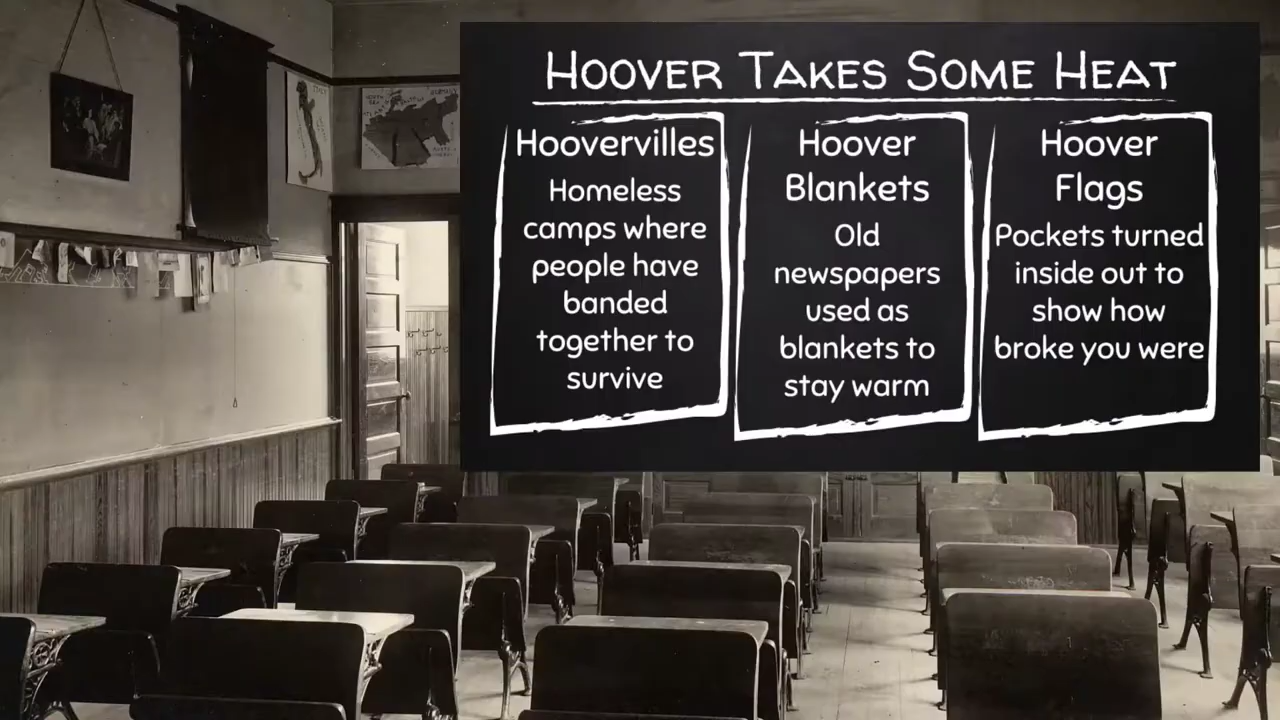 HOOVER TAKES SOME HEAT
Hoovervilles
Homeless
camps where
people have
banded
together to
survive
Hoover
Blankets
Old
newspapers
used as
blankets to
stay warm
Hoover
Flags
Pockets turned
inside out to
show how
broke you were